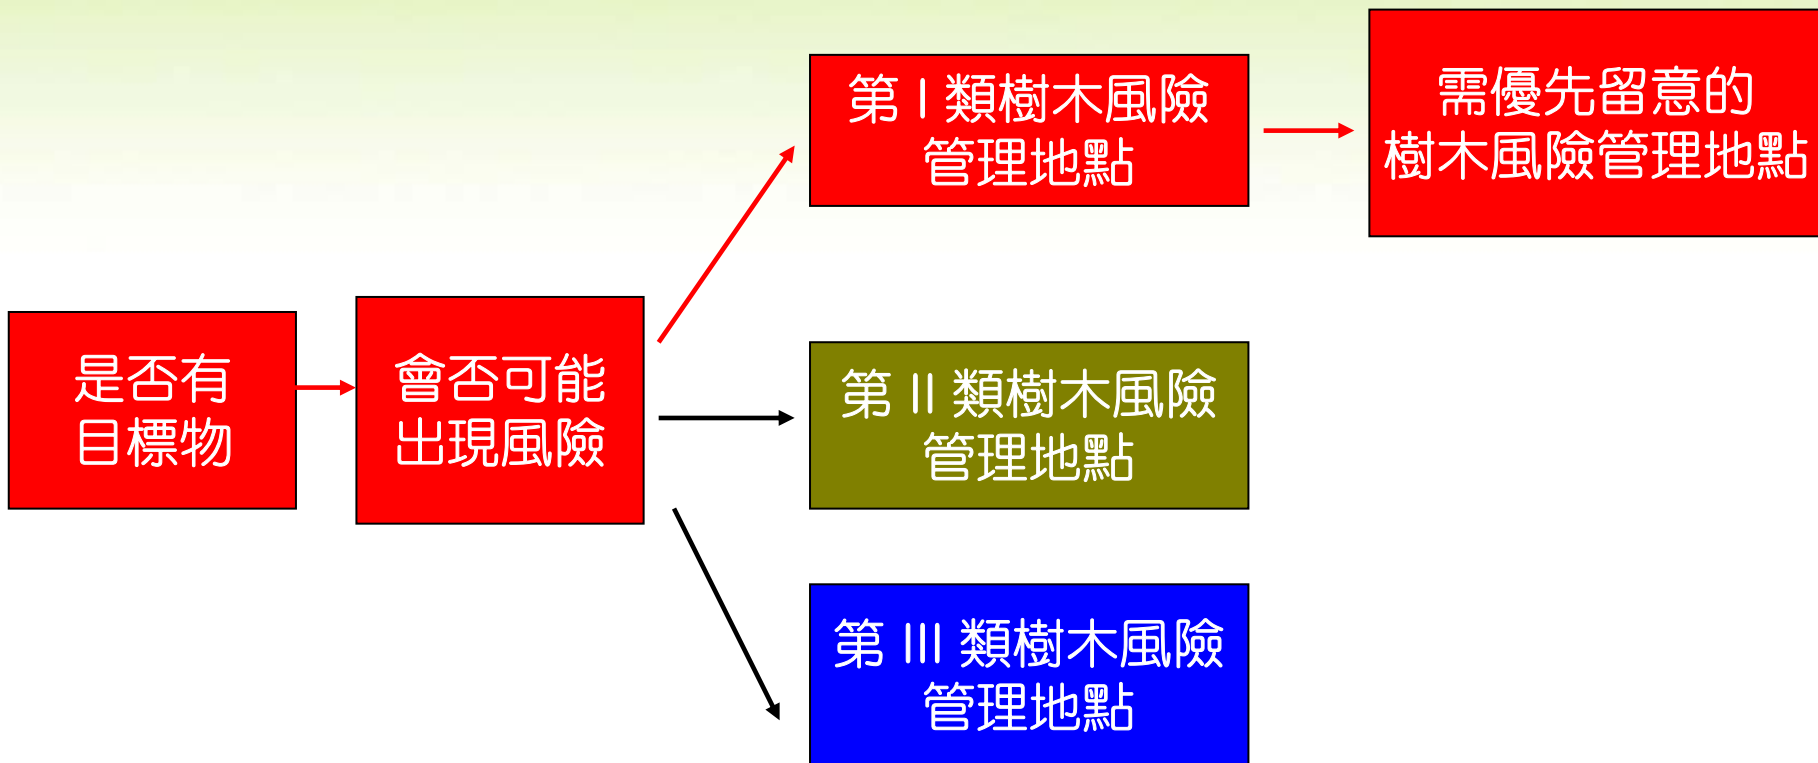 是否有
目標物
會否可能
出現風險
第 I 類樹木風險
管理地點
需優先留意的
樹木風險管理地點
第 II 類樹木風險
管理地點
第 III 類樹木風險
管理地點